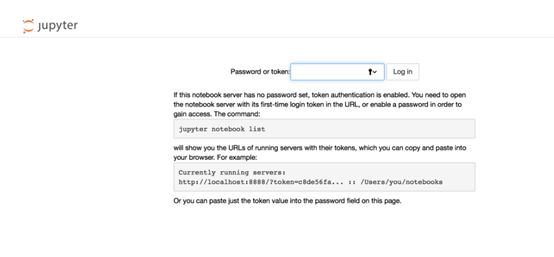 jupyter
Password or token: Log in
If this notebook server has no password set, token authentication is enabled. You need to open
the notebook server with its first-time login token in the URL, or enable a password in order to
gain access. The command:
jupyter notebook list
will show you the URLs of running servers with their tokens, which you can copy and paste into
your browser. For example:
Currently running servers:
http://localhost:8888/?token=c8de56fa... :: /Users/you/notebooks
Or you can paste just the token value into the password field on this page.